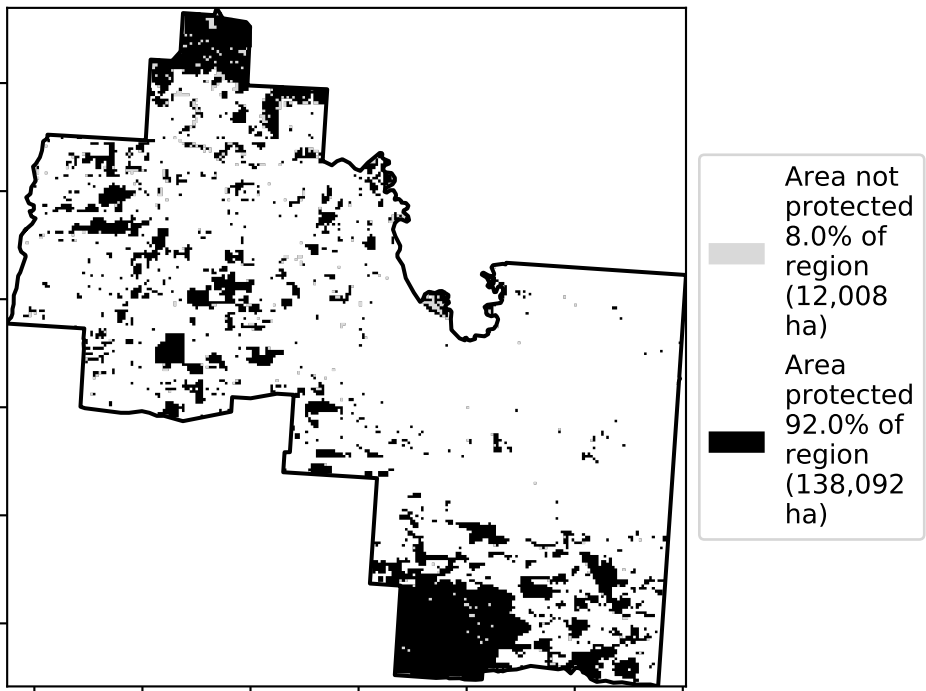 Area not
protected
8.0% of
region
(12,008
ha)
Area
protected
92.0% of
region
(138,092
ha)